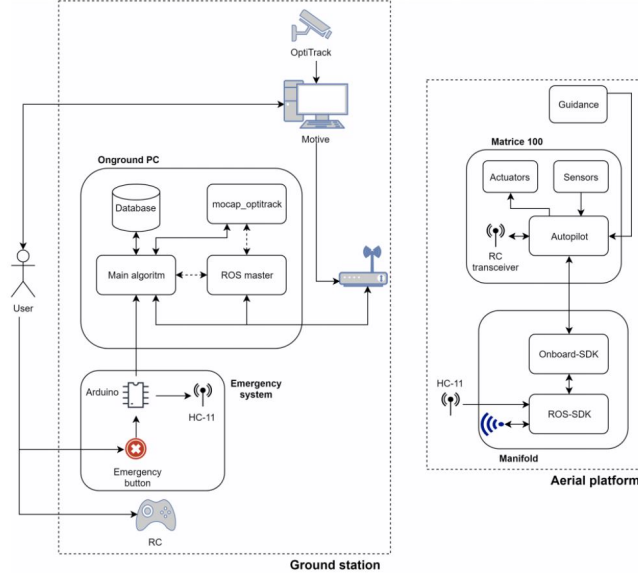 OptiTrack
Motive
Onground PC
Database
mocap_optitrack
Main algoritm
ROS master
User
Arduino
HC-11
Emergency
system
Emergency
button
RC
Ground station
Guidance
Matrice 100
Actuators
Sensors
Autopilot
RC
transceiver
Onboard-SDK
HC-11
ROS-SDK
Manifold
Aerial platform